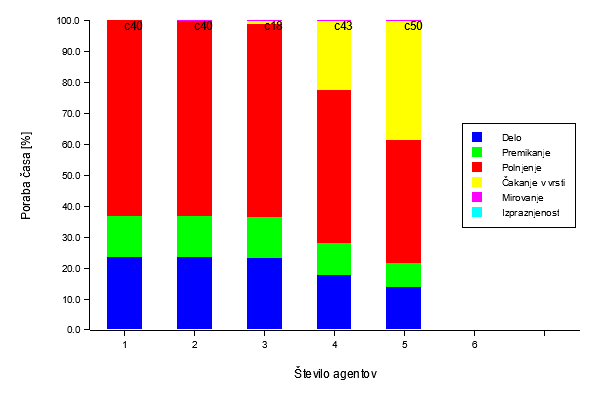 100.0
90.0
80.0
70.0
60.0
50.0
40.0
30.0
20.0
10.0
0.0
Poraba časa [%]
c40 c40 c18 c43 c50
Delo
Premikanje
Polnjenje
Čakanje v vrsti
Mirovanje
Izpraznjenost
1 2 3 4 5 6
Število agentov